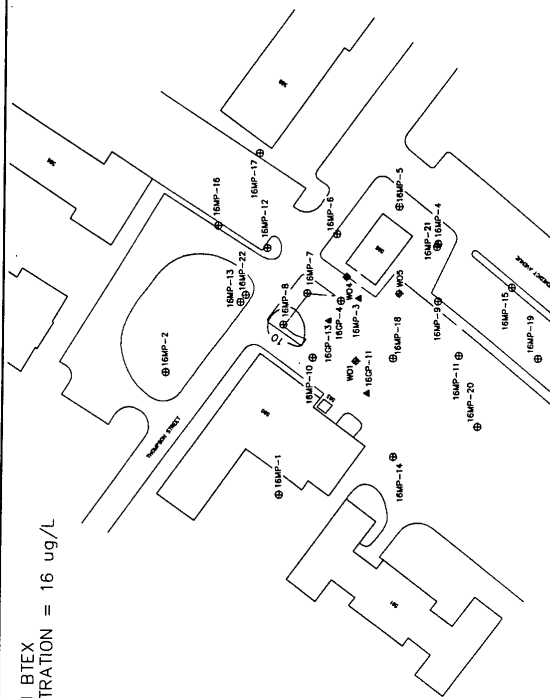 I BTEX
TRATION = 16 ug/L
16MP-17
16MP-16
16MP-12
16MP-5
16MP-6
16MP-21
16MP-4
16MP-13
16MP-22
16MP-7
16MP-8
WO4
WO5
16MP-2
10
16GP-13
16GP-4
16MP-3
16MP-9
16MP-15
16MP-10
WO1
16MP-18
16GP-11
16MP-11
16MP-19
16MP-20
THOMPSON STREET
16MP-1
16MP-14